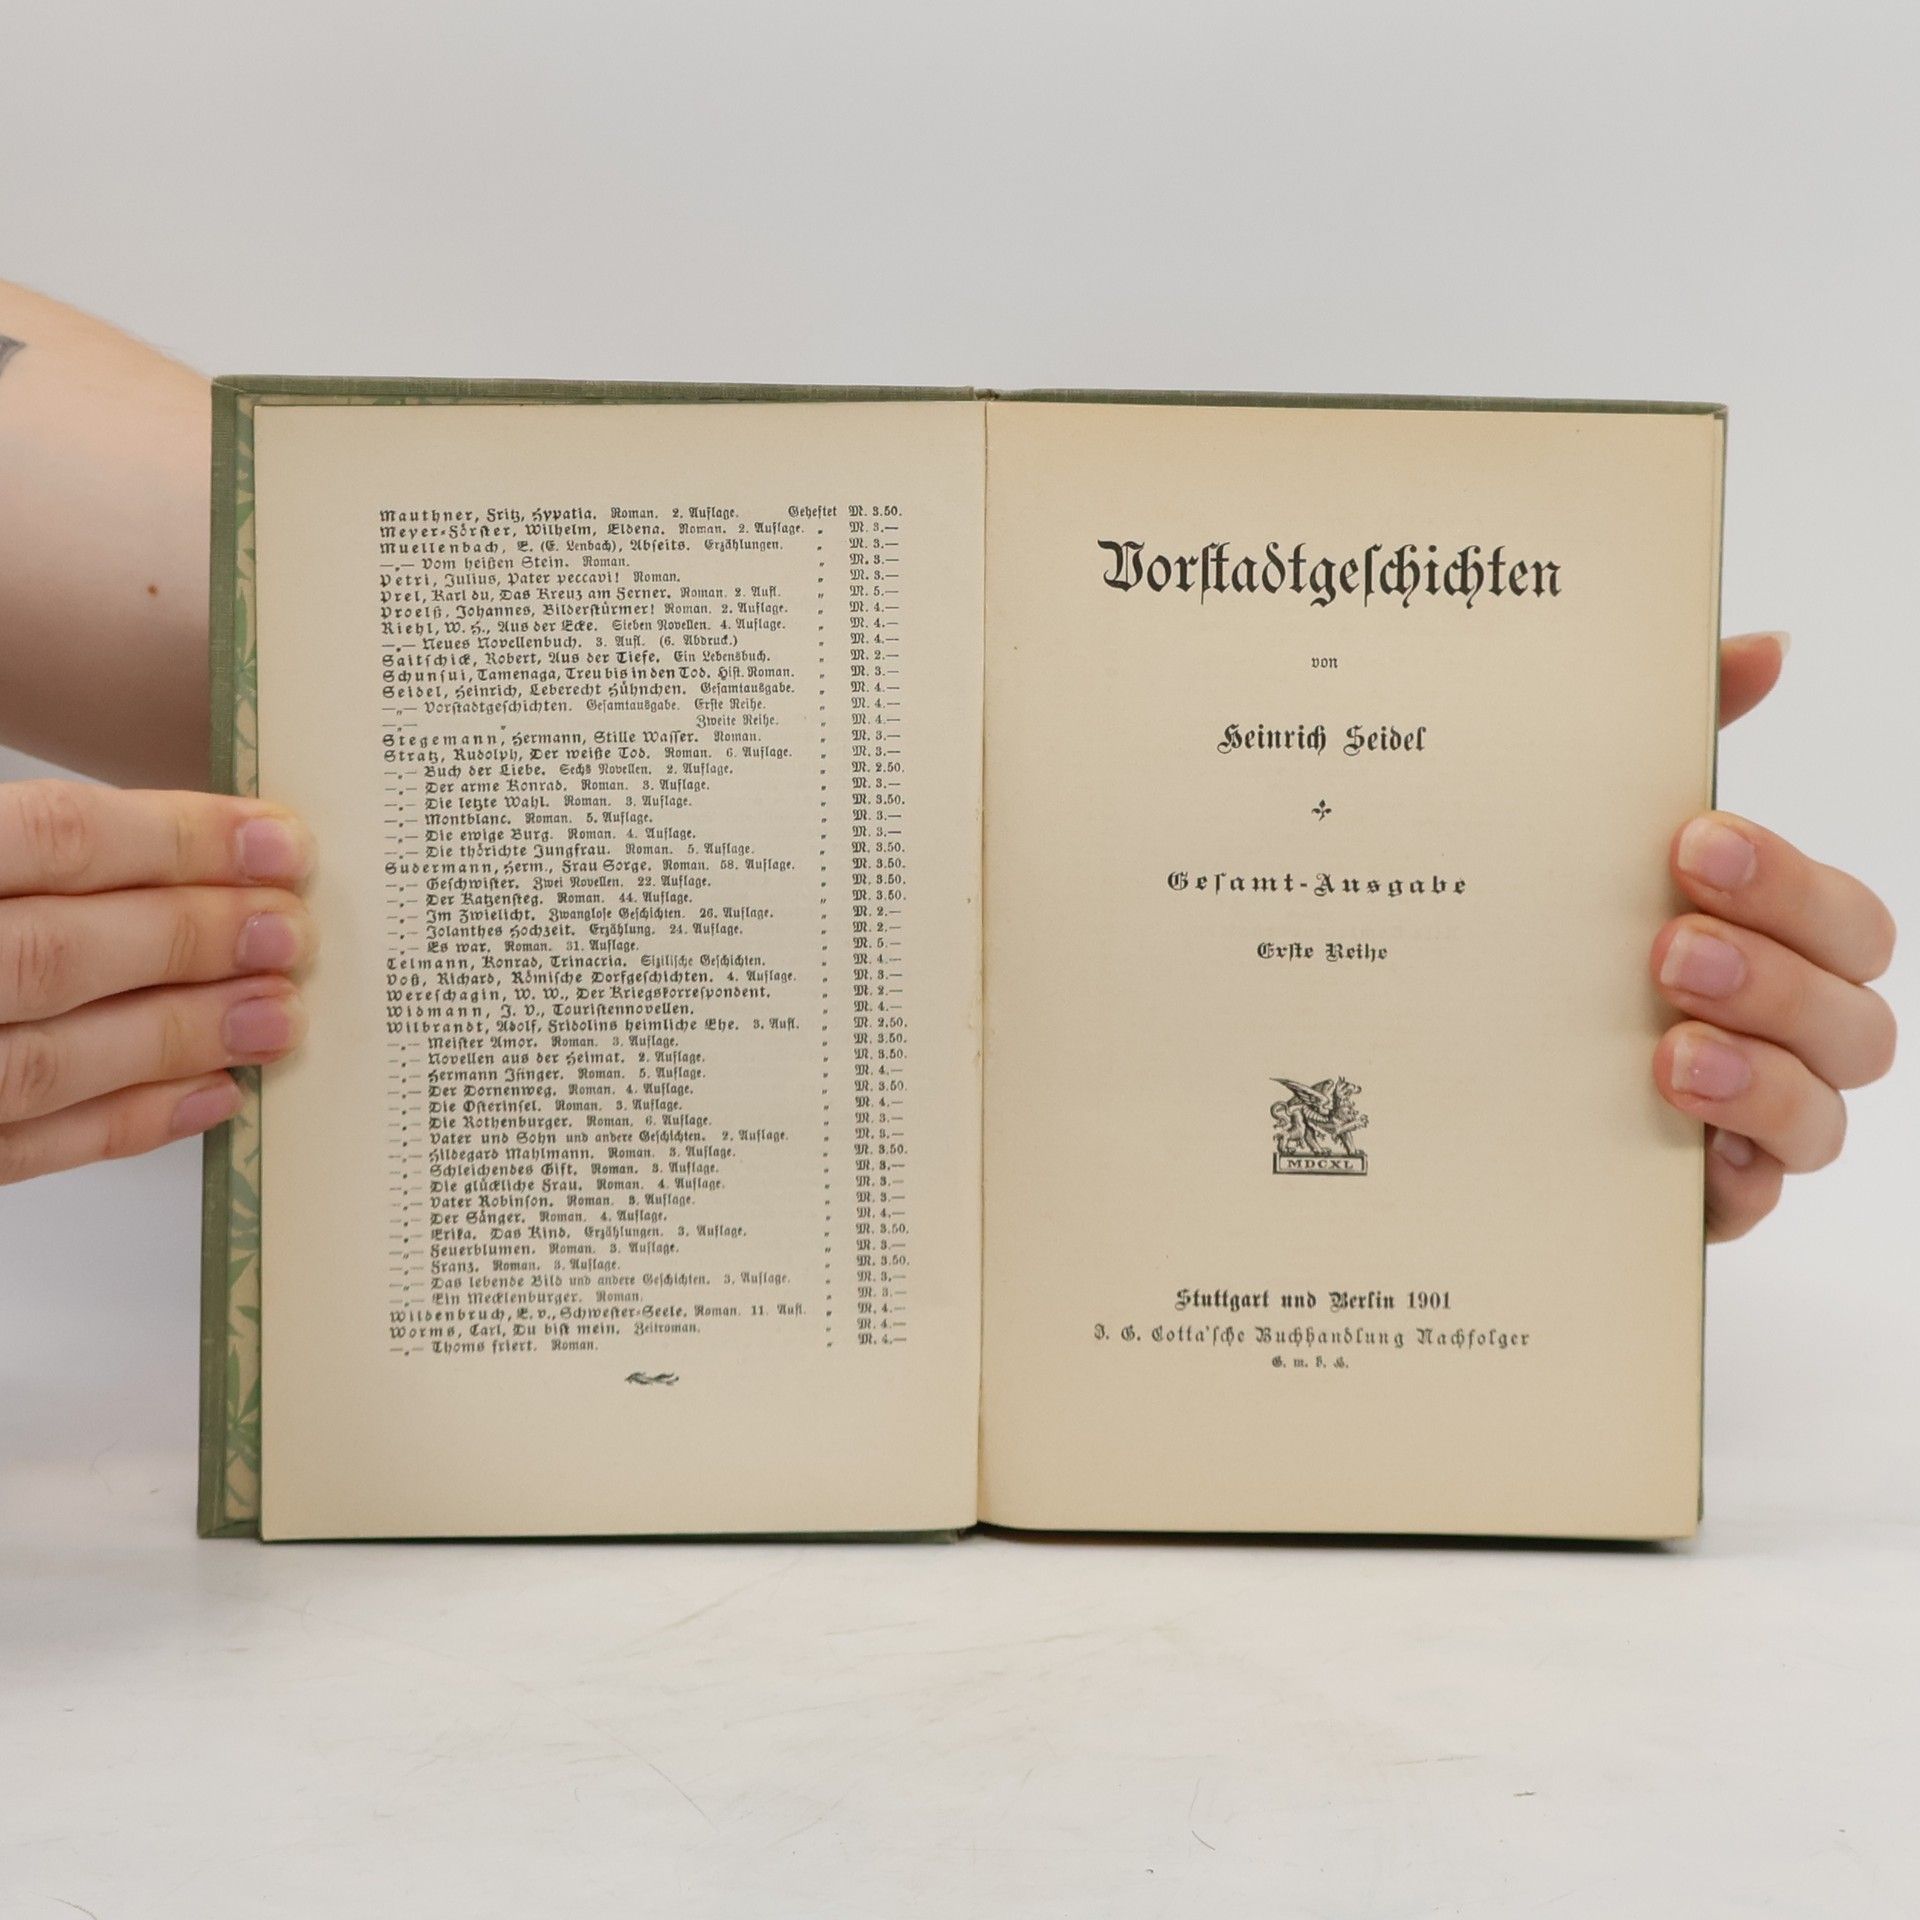 Mauthner, Fritz, Hypatia. Roman. 2. Auflage. Geheftet M. 3.50.
Meyer-Förster, Wilhelm, Eldena. Roman. 2. Auflage. „ M. 3.—
Muellenbach, E. (E. Lenbach), Abseits. Erzählungen. „ M. 3.—
—„— Vom heißen Stein. Roman. „ M. 3.—
Petri, Julius, Pater peccavi! Roman. „ M. 3.—
Prel, Karl du, Das Kreuz am Ferner. Roman. 2. Aufl. „ M. 5.—
Proelß, Johannes, Bilderstürmer! Roman. 2. Auflage. „ M. 4.—
Riehl, W. H., Aus der Ecke. Sieben Novellen. 4. Auflage. „ M. 4.—
—„— Neues Novellenbuch. 3. Aufl. (6. Abdruck.) „ M. 4.—
Saitschick, Robert, Aus der Tiefe. Ein Lebensbuch. „ M. 2.—
Schunsui, Tamenaga, Treu bis in den Tod. Hist. Roman. „ M. 3.—
Seidel, Heinrich, Leberecht Hühnchen. Gesamtausgabe. „ M. 4.—
—„— Vorstadtgeschichten. Gesamtausgabe. Erste Reihe. „ M. 4.—
—„— „ Zweite Reihe. „ M. 4.—
Stegemann, Hermann, Stille Wasser. Roman. „ M. 3.—
Stratz, Rudolph, Der weiße Tod. Roman. 6. Auflage. „ M. 3.—
—„— Buch der Liebe. Sechs Novellen. 2. Auflage. „ M. 2.50.
—„— Der arme Konrad. Roman. 3. Auflage. „ M. 3.—
—„— Die letzte Wahl. Roman. 3. Auflage. „ M. 3.50.
—„— Montblanc. Roman. 5. Auflage. „ M. 3.—
—„— Die ewige Burg. Roman. 4. Auflage. „ M. 3.—
—„— Die thörichte Jungfrau. Roman. 5. Auflage. „ M. 3.50.
Sudermann, Herm., Frau Sorge. Roman. 58. Auflage. „ M. 3.50.
—„— Geschwister. Zwei Novellen. 22. Auflage. „ M. 3.50.
—„— Der Katzensteg. Roman. 44. Auflage. „ M. 3.50.
—„— Im Zwielicht. Zwanglose Geschichten. 26. Auflage. „ M. 2.—
—„— Jolanthes Hochzeit. Erzählung. 24. Auflage. „ M. 2.—
—„— Es war. Roman. 31. Auflage. „ M. 5.—
Telmann, Konrad, Trinacria. Sizilische Geschichten. „ M. 4.—
Voß, Richard, Römische Dorfgeschichten. 4. Auflage. „ M. 3.—
Wereschagin, W. W., Der Kriegskorrespondent. „ M. 2.—
Widmann, J. V., Touristennovellen. „ M. 4.—
Wilbrandt, Adolf, Fridolins heimliche Ehe. 3. Aufl. „ M. 2.50.
—„— Meister Amor. Roman. 3. Auflage. „ M. 3.50.
—„— Novellen aus der Heimat. 2. Auflage. „ M. 3.50.
—„— Hermann Ifinger. Roman. 5. Auflage. „ M. 4.—
—„— Der Dornenweg. Roman. 4. Auflage. „ M. 3.50.
—„— Die Osterinsel. Roman. 3. Auflage. „ M. 4.—
—„— Die Rothenburger. Roman. 6. Auflage. „ M. 3.—
—„— Vater und Sohn und andere Geschichten. 2. Auflage. „ M. 3.—
—„— Hildegard Mahlmann. Roman. 3. Auflage. „ M. 3.50.
—„— Schleichendes Gift. Roman. 3. Auflage. „ M. 3.—
—„— Die glückliche Frau. Roman. 4. Auflage. „ M. 3.—
—„— Vater Robinson. Roman. 3. Auflage. „ M. 3.—
—„— Der Sänger. Roman. 4. Auflage. „ M. 4.—
—„— Erika. Das Kind. Erzählungen. 3. Auflage. „ M. 3.50.
—„— Feuerblumen. Roman. 3. Auflage. „ M. 3.—
—„— Franz. Roman. 3. Auflage. „ M. 3.50.
—„— Das lebende Bild und andere Geschichten. 3. Auflage. „ M. 3.—
—„— Ein Mecklenburger. Roman. „ M. 3.—
Wildenbruch, E. v., Schwester-Seele. Roman. 11. Aufl. „ M. 4.—
Worms, Carl, Du bist mein. Zeitroman. „ M. 4.—
—„— Thoms friert. Roman. „ M. 4.—
Vorstadtgeschichten
von
Heinrich Seidel
Gesamt-Ausgabe
Erste Reihe
MDCXL
Stuttgart und Berlin 1901
J. G. Cotta'sche Buchhandlung Nachfolger
G. m. b. H.